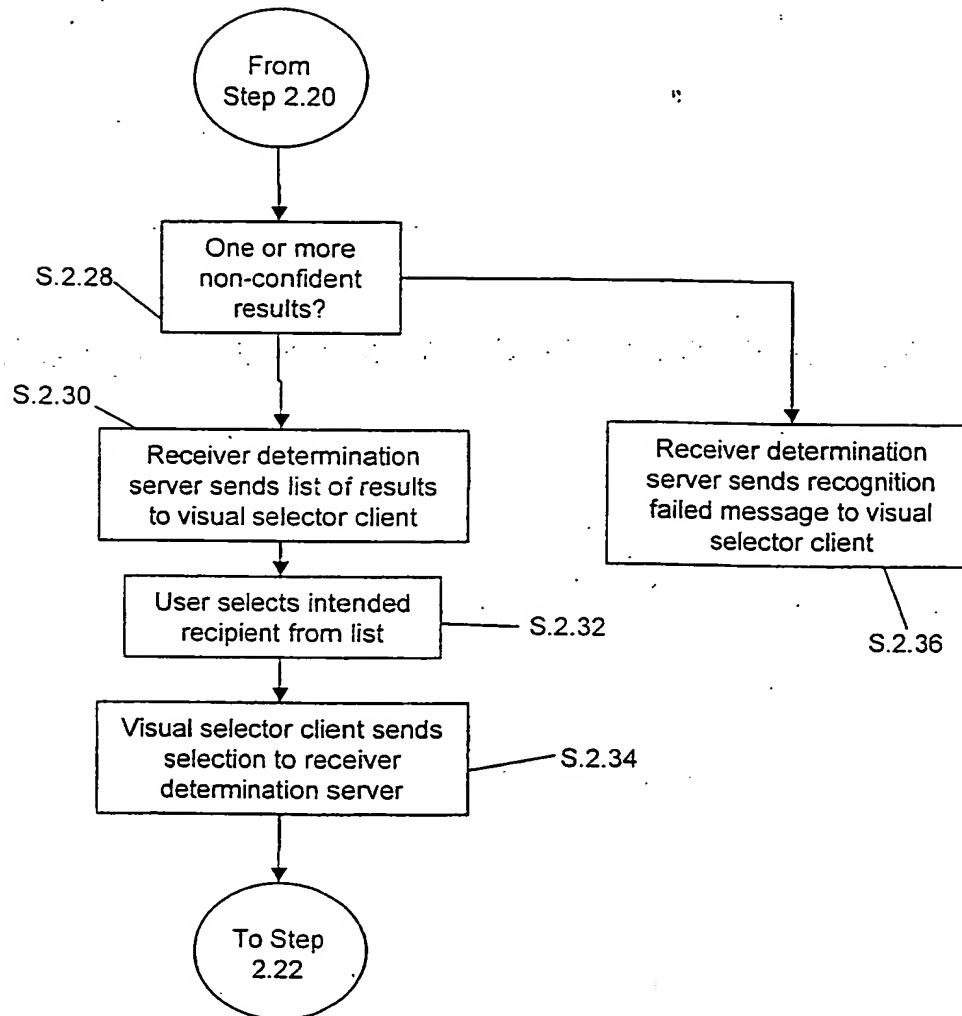 From
Step 2.20
One or more
non-confident
results?
S.2.28
S.2.30
Receiver determination
server sends list of results
to visual selector client
Receiver determination
server sends recognition
failed message to visual
selector client
S.2.36
User selects intended
recipient from list
S.2.32
Visual selector client sends
selection to receiver
determination server
S.2.34
To Step
2.22